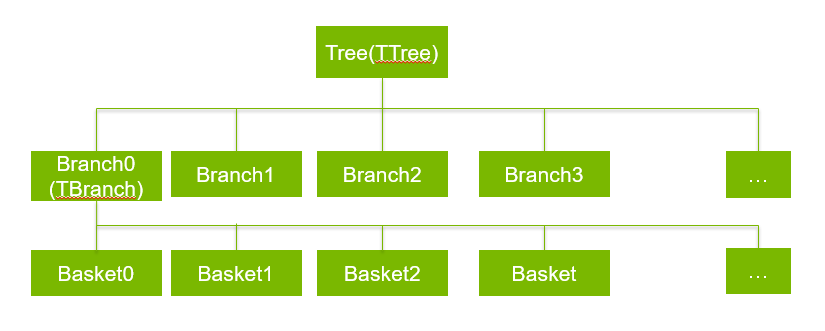 Tree(TTree)
Branch0
(TBranch)
Branch1
Branch2
Branch3
...
Basket0
Basket1
Basket2
Basket
...